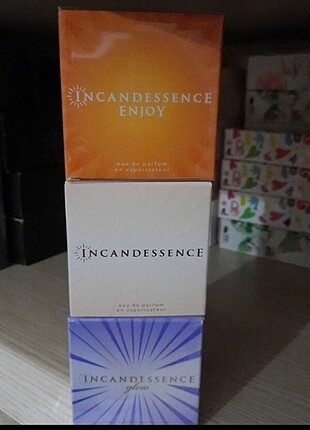 INCANDESSENCE
ENJOY
eau de parfum
en vaporisateur
INCANDESSENCE
eau de parfum
en vaporisateur
INCANDESSENCE
glow